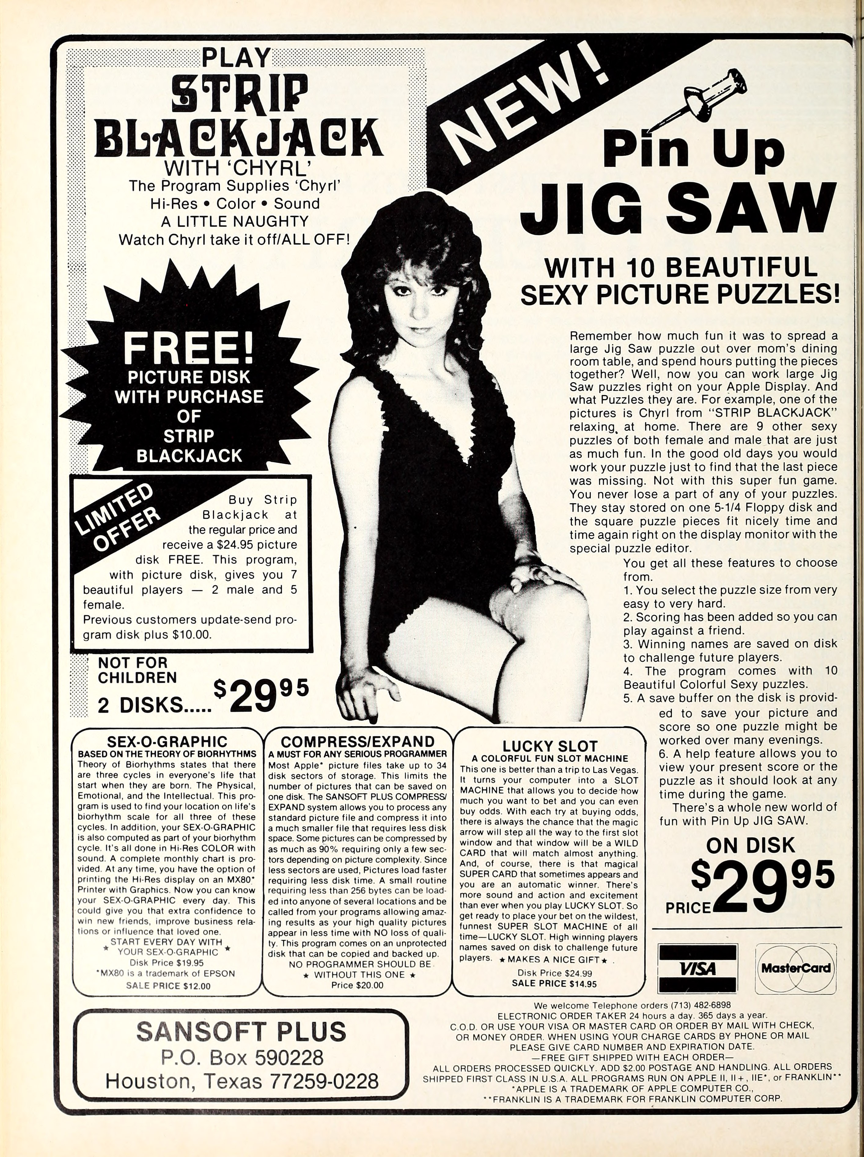 PLAY
STRIP
BLACKJACK
WITH 'CHYRL'
The Program Supplies 'Chyrl'
Hi-Res • Color • Sound
A LITTLE NAUGHTY
Watch Chyrl take it off/ALL OFF!
FREE!
PICTURE DISK
WITH PURCHASE
OF
STRIP
BLACKJACK
LIMITED
OFFER
Buy Strip
Blackjack at
the regular price and
receive a $24.95 picture
disk FREE. This program,
with picture disk, gives you 7
beautiful players — 2 male and 5
female.
Previous customers update-send pro-
gram disk plus $10.00.
NOT FOR
CHILDREN
2 DISKS..... $29 95
NEW!
Pin Up
JIG SAW
WITH 10 BEAUTIFUL
SEXY PICTURE PUZZLES!
Remember how much fun it was to spread a
large Jig Saw puzzle out over mom's dining
room table, and spend hours putting the pieces
together? Well, now you can work large Jig
Saw puzzles right on your Apple Display. And
what Puzzles they are. For example, one of the
pictures is Chyrl from "STRIP BLACKJACK"
relaxing at home. There are 9 other sexy
puzzles of both female and male that are just
as much fun. In the good old days you would
work your puzzle just to find that the last piece
was missing. Not with this super fun game.
You never lose a part of any of your puzzles.
They stay stored on one 5-1/4 Floppy disk and
the square puzzle pieces fit nicely time and
time again right on the display monitor with the
special puzzle editor.
You get all these features to choose
from.
1. You select the puzzle size from very
easy to very hard.
2. Scoring has been added so you can
play against a friend.
3. Winning names are saved on disk
to challenge future players.
4. The program comes with 10
Beautiful Colorful Sexy puzzles.
5. A save buffer on the disk is provid-
ed to save your picture and
score so one puzzle might be
worked over many evenings.
6. A help feature allows you to
view your present score or the
puzzle as it should look at any
time during the game.
There's a whole new world of
fun with Pin Up JIG SAW.
ON DISK
PRICE $29 95
VISA
MasterCard
SEX-O-GRAPHIC
BASED ON THE THEORY OF BIORHYTHMS
Theory of Biorhythms states that there
are three cycles in everyone's life that
start when they are born. The Physical,
Emotional, and the Intellectual. This pro-
gram is used to find your location on life's
biorhythm scale for all three of these
cycles. In addition, your SEX-O-GRAPHIC
is also computed as part of your biorhythm
cycle. It's all done in Hi-Res COLOR with
sound. A complete monthly chart is pro-
vided. At any time, you have the option of
printing the Hi-Res display on an MX80*
Printer with Graphics. Now you can know
your SEX-O-GRAPHIC every day. This
could give you that extra confidence to
win new friends, improve business rela-
tions or influence that loved one.
START EVERY DAY WITH
★ YOUR SEX-O-GRAPHIC ★
Disk Price $19.95
*MX80 is a trademark of EPSON
SALE PRICE $12.00
COMPRESS/EXPAND
A MUST FOR ANY SERIOUS PROGRAMMER
Most Apple* picture files take up to 34
disk sectors of storage. This limits the
number of pictures that can be saved on
one disk. The SANSOFT PLUS COMPRESS/
EXPAND system allows you to process any
standard picture file and compress it into
a much smaller file that requires less disk
space. Some pictures can be compressed by
as much as 90% requiring only a few sec-
tors depending on picture complexity. Since
less sectors are used, Pictures load faster
requiring less disk time. A small routine
requiring less than 256 bytes can be load-
ed into anyone of several locations and be
called from your programs allowing amaz-
ing results as your high quality pictures
appear in less time with NO loss of quali-
ty. This program comes on an unprotected
disk that can be copied and backed up.
NO PROGRAMMER SHOULD BE
★ WITHOUT THIS ONE ★
Price $20.00
LUCKY SLOT
A COLORFUL FUN SLOT MACHINE
This one is better than a trip to Las Vegas.
It turns your computer into a SLOT
MACHINE that allows you to decide how
much you want to bet and you can even
buy odds. With each try at buying odds,
there is always the chance that the magic
arrow will step all the way to the first slot
window and that window will be a WILD
CARD that will match almost anything.
And, of course, there is that magical
SUPER CARD that sometimes appears and
you are an automatic winner. There's
more sound and action and excitement
than ever when you play LUCKY SLOT. So
get ready to place your bet on the wildest,
funnest SUPER SLOT MACHINE of all
time—LUCKY SLOT. High winning players
names saved on disk to challenge future
players. ★ MAKES A NICE GIFT ★
Disk Price $24.99
SALE PRICE $14.95
SANSOFT PLUS
P.O. Box 590228
Houston, Texas 77259-0228
We welcome Telephone orders (713) 482-6898
ELECTRONIC ORDER TAKER 24 hours a day. 365 days a year.
C.O.D. OR USE YOUR VISA OR MASTER CARD OR ORDER BY MAIL WITH CHECK,
OR MONEY ORDER. WHEN USING YOUR CHARGE CARDS BY PHONE OR MAIL
PLEASE GIVE CARD NUMBER AND EXPIRATION DATE.
—FREE GIFT SHIPPED WITH EACH ORDER—
ALL ORDERS PROCESSED QUICKLY. ADD $2.00 POSTAGE AND HANDLING. ALL ORDERS
SHIPPED FIRST CLASS IN U.S.A. ALL PROGRAMS RUN ON APPLE II, II+, IIE*, or FRANKLIN**
*APPLE IS A TRADEMARK OF APPLE COMPUTER CO.,
**FRANKLIN IS A TRADEMARK FOR FRANKLIN COMPUTER CORP.